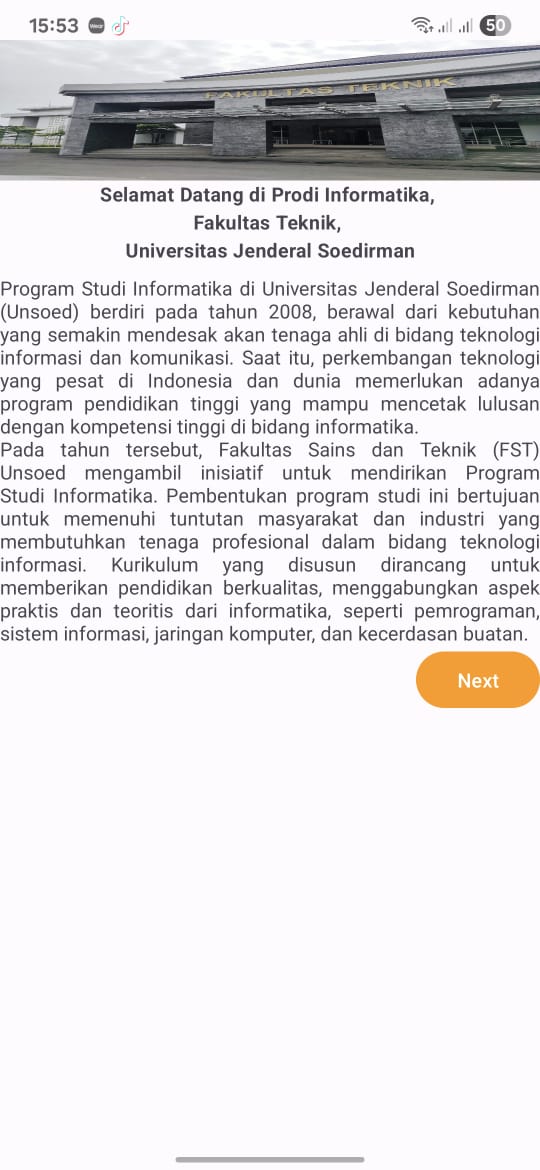 15:53
Wear
50
FAKULTAS TEKNIK
Selamat Datang di Prodi Informatika,
Fakultas Teknik,
Universitas Jenderal Soedirman
Program Studi Informatika di Universitas Jenderal Soedirman
(Unsoed) berdiri pada tahun 2008, berawal dari kebutuhan
yang semakin mendesak akan tenaga ahli di bidang teknologi
informasi dan komunikasi. Saat itu, perkembangan teknologi
yang pesat di Indonesia dan dunia memerlukan adanya
program pendidikan tinggi yang mampu mencetak lulusan
dengan kompetensi tinggi di bidang informatika.
Pada tahun tersebut, Fakultas Sains dan Teknik (FST)
Unsoed mengambil inisiatif untuk mendirikan Program
Studi Informatika. Pembentukan program studi ini bertujuan
untuk memenuhi tuntutan masyarakat dan industri yang
membutuhkan tenaga profesional dalam bidang teknologi
informasi. Kurikulum yang disusun dirancang untuk
memberikan pendidikan berkualitas, menggabungkan aspek
praktis dan teoritis dari informatika, seperti pemrograman,
sistem informasi, jaringan komputer, dan kecerdasan buatan.
Next